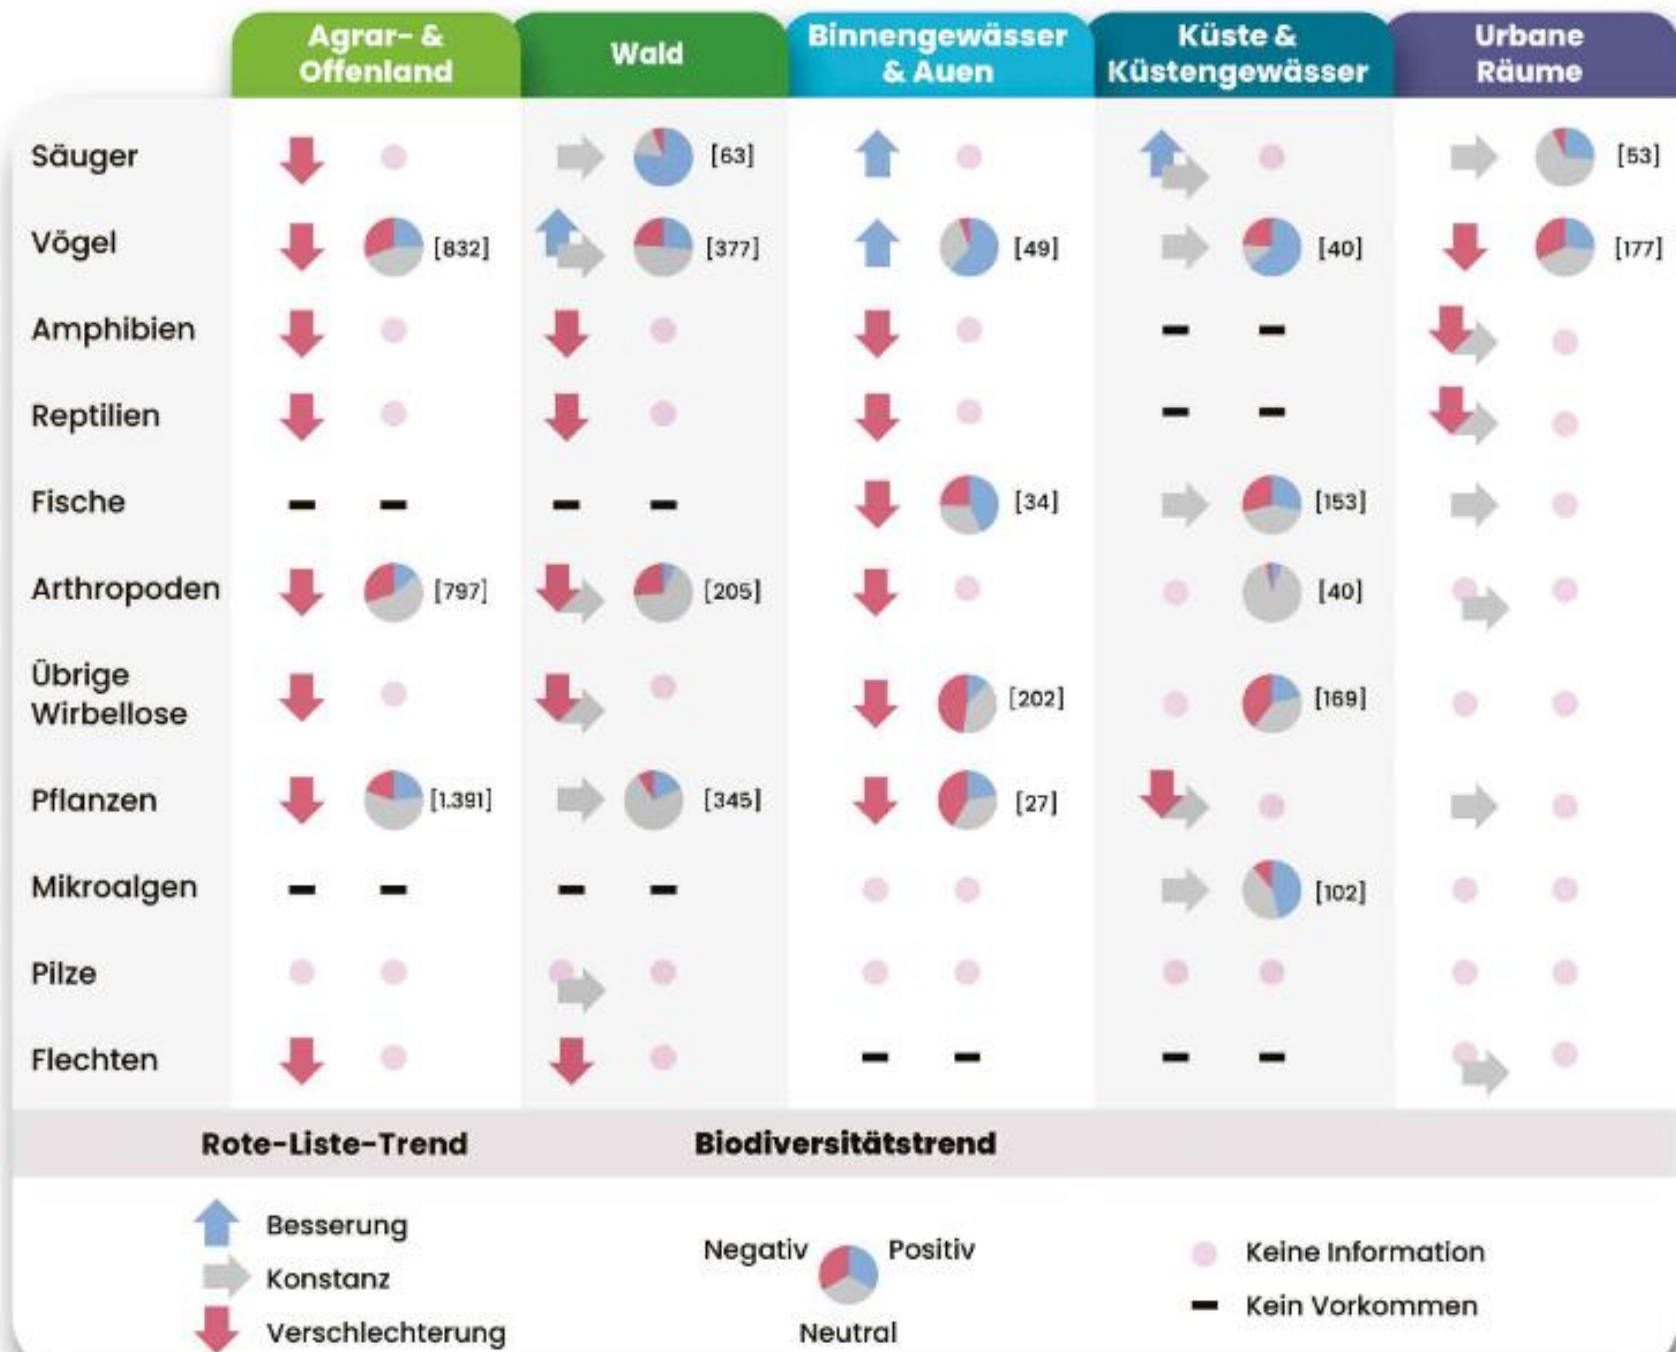 Agrar- &
Offenland
Wald
Binnengewässer
& Auen
Küste &
Küstengewässer
Urbane
Räume
Säuger
[63]
[53]
Vögel
[832]
[377]
[49]
[40]
[177]
Amphibien
Reptilien
Fische
[34]
[153]
Arthropoden
[797]
[205]
[40]
Übrige
Wirbellose
[202]
[169]
Pflanzen
[1.391]
[345]
[27]
Mikroalgen
[102]
Pilze
Flechten
Rote-Liste-Trend
Biodiversitätstrend
Besserung
Konstanz
Verschlechterung
Negativ
Positiv
Neutral
Keine Information
Kein Vorkommen